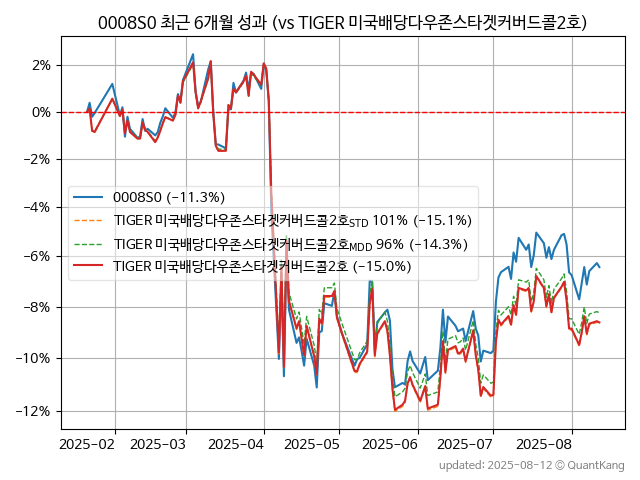 0008S0 최근 6개월 성과 (vs TIGER 미국배당다우존스타겟커버드콜2호)
2%
0%
−2%
−4%
−6%
−8%
−10%
−12%
0008S0 (−11.3%)
TIGER 미국배당다우존스타겟커버드콜2호STD 101% (−15.1%)
TIGER 미국배당다우존스타겟커버드콜2호MDD 96% (−14.3%)
TIGER 미국배당다우존스타겟커버드콜2호 (−15.0%)
2025-02 2025-03 2025-04 2025-05 2025-06 2025-07 2025-08
updated: 2025-08-12 © QuantKang